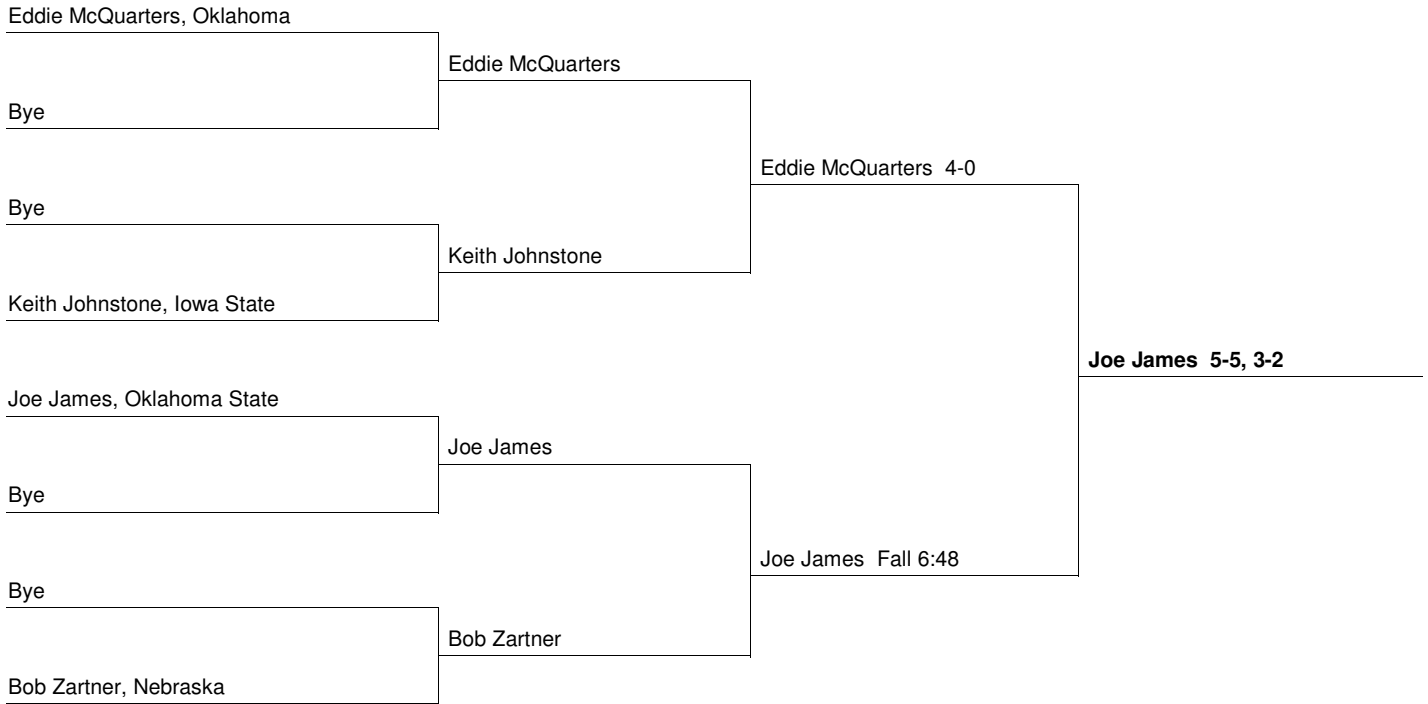 Eddie McQuarters, Oklahoma
Eddie McQuarters
Bye
Eddie McQuarters 4-0
Bye
Keith Johnstone
Keith Johnstone, Iowa State
Joe James 5-5, 3-2
Joe James, Oklahoma State
Joe James
Bye
Joe James Fall 6:48
Bye
Bob Zartner
Bob Zartner, Nebraska